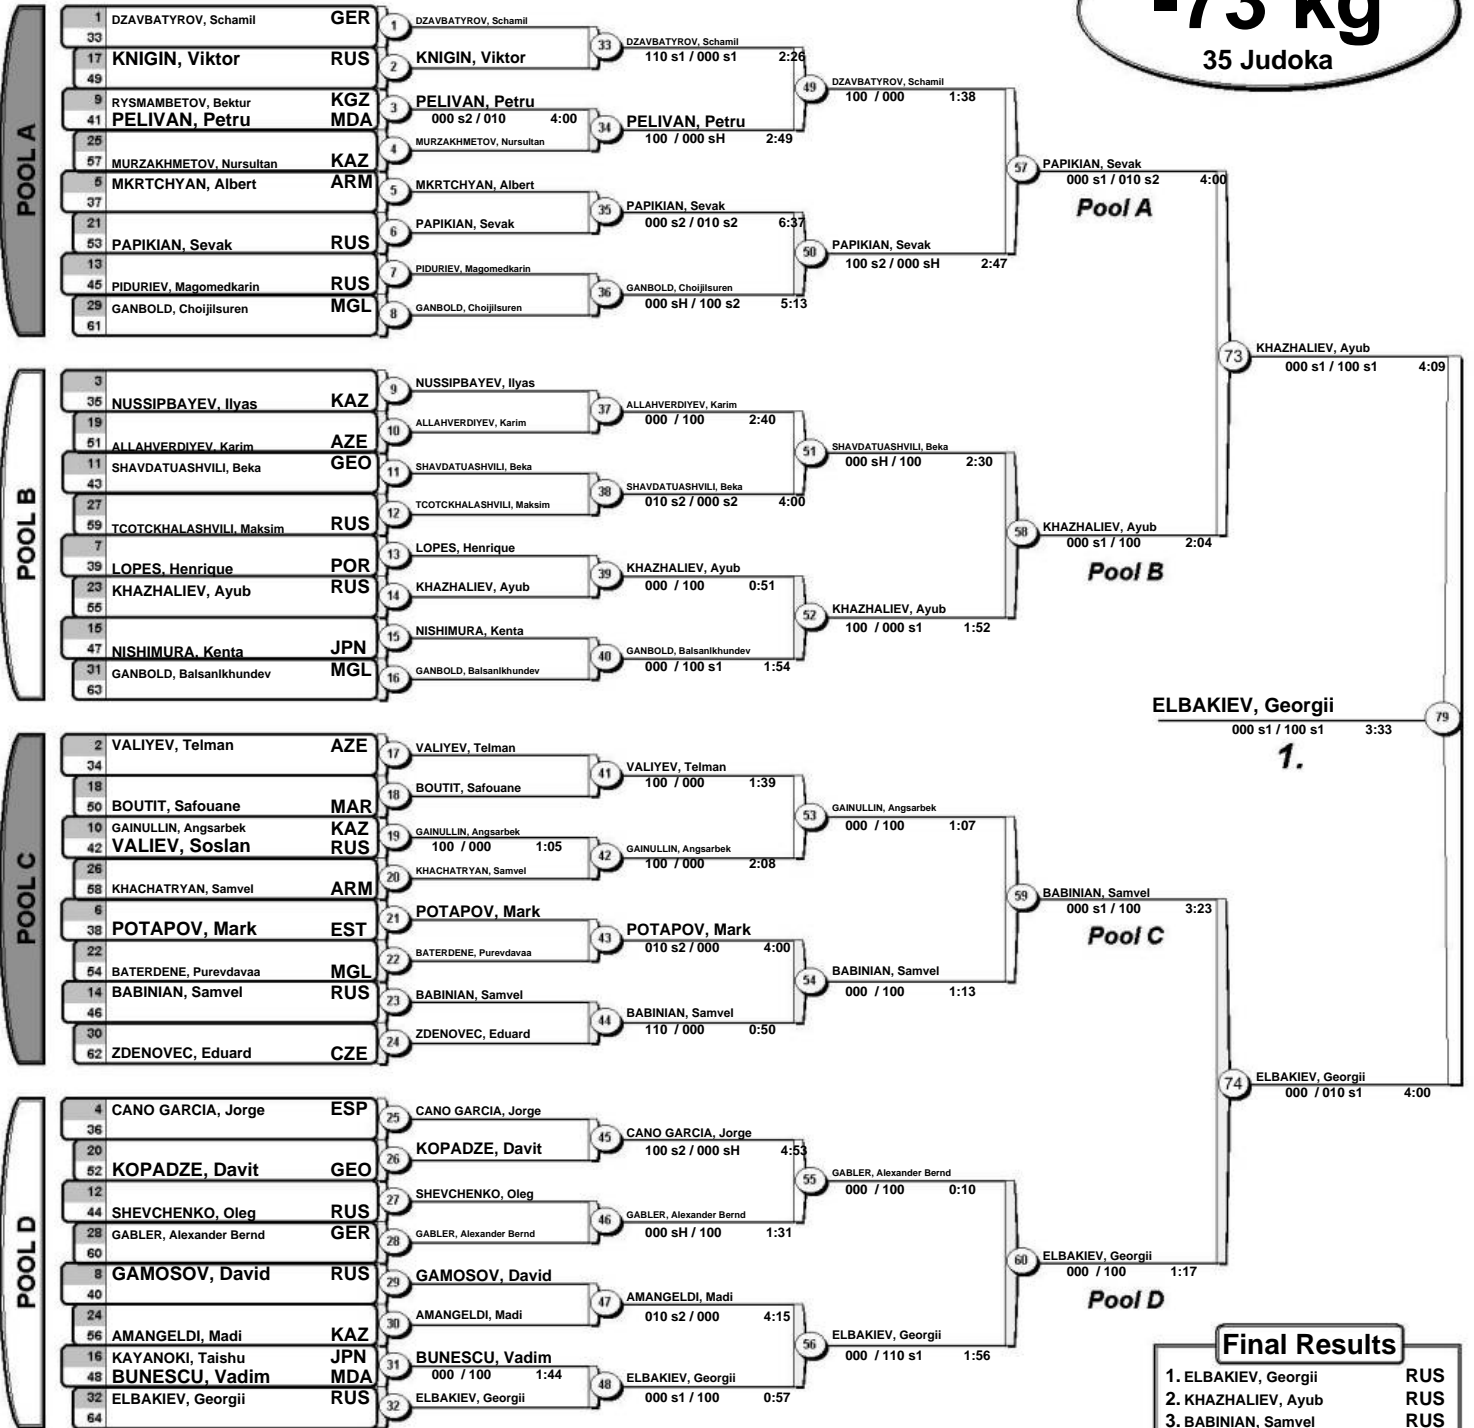 -73 kg
35 Judoka
POOL A
1 DZAVBATYROV, Schamil GER
33
17 KNIGIN, Viktor RUS
49
9 RYSMAMBETOV, Bektur KGZ
41 PELIVAN, Petru MDA
25
57 MURZAKHMETOV, Nursultan KAZ
5 MKRTCHYAN, Albert ARM
37
21
53 PAPIKIAN, Sevak RUS
13
45 PIDURIEV, Magomedkarin RUS
29 GANBOLD, Choijilsuren MGL
61
1 DZAVBATYROV, Schamil
2 KNIGIN, Viktor
3 PELIVAN, Petru
000 s2 / 010 4:00
4 MURZAKHMETOV, Nursultan
5 MKRTCHYAN, Albert
6 PAPIKIAN, Sevak
7 PIDURIEV, Magomedkarin
8 GANBOLD, Choijilsuren
33 DZAVBATYROV, Schamil
110 s1 / 000 s1 2:26
34 PELIVAN, Petru
100 / 000 sH 2:49
35 PAPIKIAN, Sevak
000 s2 / 010 s2 6:37
36 GANBOLD, Choijilsuren
000 sH / 100 s2 5:13
49 DZAVBATYROV, Schamil
100 / 000 1:38
50 PAPIKIAN, Sevak
100 s2 / 000 sH 2:47
57 PAPIKIAN, Sevak
000 s1 / 010 s2 4:00
Pool A
POOL B
3
35 NUSSIPBAYEV, Ilyas KAZ
19
51 ALLAHVERDIYEV, Karim AZE
11 SHAVDATUASHVILI, Beka GEO
43
27
59 TCOTCKHALASHVILI, Maksim RUS
7
39 LOPES, Henrique POR
23 KHAZHALIEV, Ayub RUS
55
15
47 NISHIMURA, Kenta JPN
31 GANBOLD, Balsanlkhundev MGL
63
9 NUSSIPBAYEV, Ilyas
10 ALLAHVERDIYEV, Karim
11 SHAVDATUASHVILI, Beka
12 TCOTCKHALASHVILI, Maksim
13 LOPES, Henrique
14 KHAZHALIEV, Ayub
15 NISHIMURA, Kenta
16 GANBOLD, Balsanlkhundev
37 ALLAHVERDIYEV, Karim
000 / 100 2:40
38 SHAVDATUASHVILI, Beka
010 s2 / 000 s2 4:00
39 KHAZHALIEV, Ayub
000 / 100 0:51
40 GANBOLD, Balsanlkhundev
000 / 100 s1 1:54
51 SHAVDATUASHVILI, Beka
000 sH / 100 2:30
52 KHAZHALIEV, Ayub
100 / 000 s1 1:52
58 KHAZHALIEV, Ayub
000 s1 / 100 2:04
Pool B
73 KHAZHALIEV, Ayub
000 s1 / 100 s1 4:09
ELBAKIEV, Georgii 79
000 s1 / 100 s1 3:33
1.
POOL C
2 VALIYEV, Telman AZE
34
18
50 BOUTIT, Safouane MAR
10 GAINULLIN, Angsarbek KAZ
42 VALIEV, Soslan RUS
26
58 KHACHATRYAN, Samvel ARM
6
38 POTAPOV, Mark EST
22
54 BATERDENE, Purevdavaa MGL
14 BABINIAN, Samvel RUS
46
30
62 ZDENOVEC, Eduard CZE
17 VALIYEV, Telman
18 BOUTIT, Safouane
19 GAINULLIN, Angsarbek
100 / 000 1:05
20 KHACHATRYAN, Samvel
21 POTAPOV, Mark
22 BATERDENE, Purevdavaa
23 BABINIAN, Samvel
24 ZDENOVEC, Eduard
41 VALIYEV, Telman
100 / 000 1:39
42 GAINULLIN, Angsarbek
100 / 000 2:08
43 POTAPOV, Mark
010 s2 / 000 4:00
44 BABINIAN, Samvel
110 / 000 0:50
53 GAINULLIN, Angsarbek
000 / 100 1:07
54 BABINIAN, Samvel
000 / 100 1:13
59 BABINIAN, Samvel
000 s1 / 100 3:23
Pool C
POOL D
4 CANO GARCIA, Jorge ESP
36
20
52 KOPADZE, Davit GEO
12
44 SHEVCHENKO, Oleg RUS
28 GABLER, Alexander Bernd GER
60
8 GAMOSOV, David RUS
40
24
56 AMANGELDI, Madi KAZ
16 KAYANOKI, Taishu JPN
48 BUNESCU, Vadim MDA
32 ELBAKIEV, Georgii RUS
64
25 CANO GARCIA, Jorge
26 KOPADZE, Davit
27 SHEVCHENKO, Oleg
28 GABLER, Alexander Bernd
29 GAMOSOV, David
30 AMANGELDI, Madi
31 BUNESCU, Vadim
000 / 100 1:44
32 ELBAKIEV, Georgii
45 CANO GARCIA, Jorge
100 s2 / 000 sH 4:53
46 GABLER, Alexander Bernd
000 sH / 100 1:31
47 AMANGELDI, Madi
010 s2 / 000 4:15
48 ELBAKIEV, Georgii
000 s1 / 100 0:57
55 GABLER, Alexander Bernd
000 / 100 0:10
56 ELBAKIEV, Georgii
000 / 110 s1 1:56
60 ELBAKIEV, Georgii
000 / 100 1:17
Pool D
74 ELBAKIEV, Georgii
000 / 010 s1 4:00
Final Results
1. ELBAKIEV, Georgii RUS
2. KHAZHALIEV, Ayub RUS
3. BABINIAN, Samvel RUS